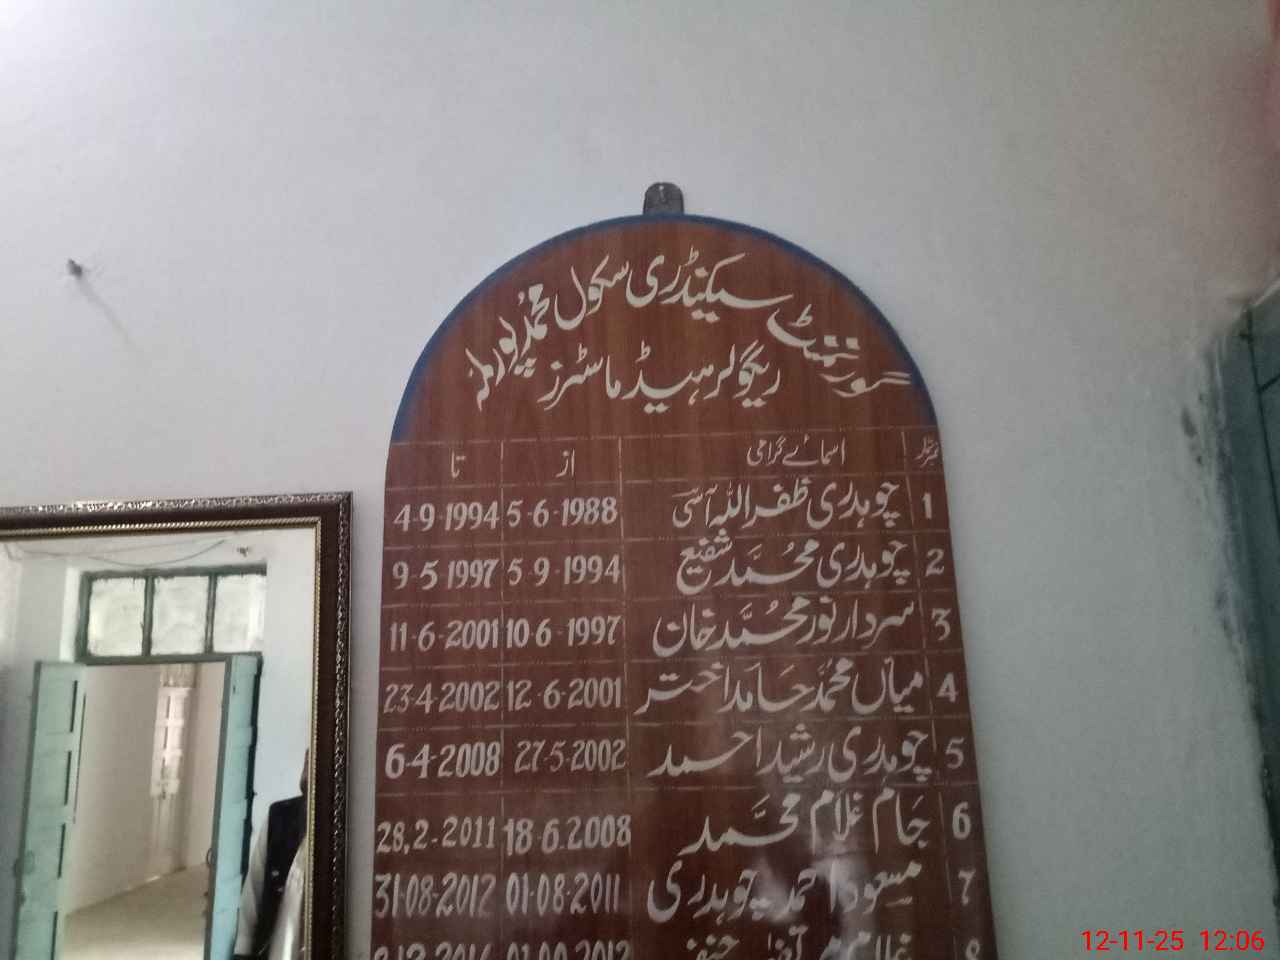 گورنمنٹ سیکنڈری سکول محمد پور لمہ
ریگولر ہیڈ ماسٹرز
نمبر شمار اسمائے گرامی از تا
1 چوہدری ظفر اللہ آسی 5-6-1988 4-9-1994
2 چوہدری محمد شفیع 5-9-1994 9-5-1997
3 سردار نور محمد خان 10-6-1997 11-6-2001
4 میاں محمد حامد اختر 12-6-2001 23-4-2002
5 چوہدری رشید احمد 27-5-2002 6-4-2008
6 جام غلام محمد 18-6-2008 28.2-2011
7 مسعود احمد چوہدری 01-08-2011 31-08-2012
8 غلام
12-11-25 12:06